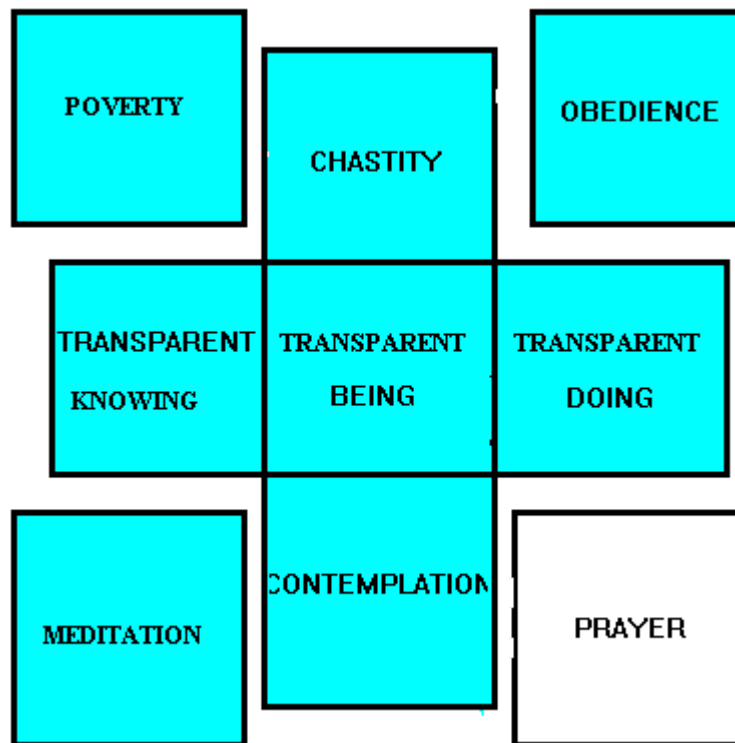 POVERTY
CHASTITY
OBEDIENCE
TRANSPARENT
KNOWING
TRANSPARENT
BEING
TRANSPARENT
DOING
MEDITATION
CONTEMPLATION
PRAYER